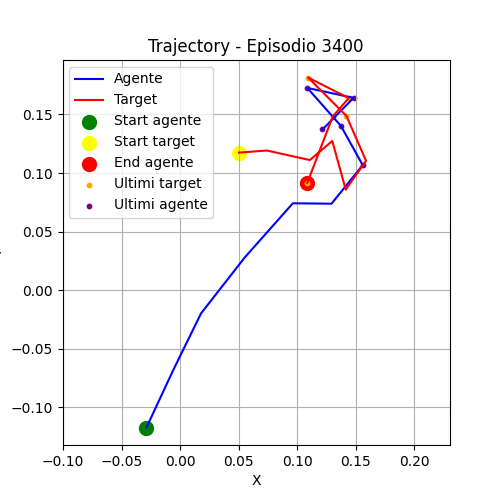 Trajectory - Episodio 3400
Agente
Target
Start agente
Start target
End agente
Ultimi target
Ultimi agente
0.15
0.10
0.05
0.00
−0.05
−0.10
−0.10
−0.05
0.00
0.05
0.10
0.15
0.20
X